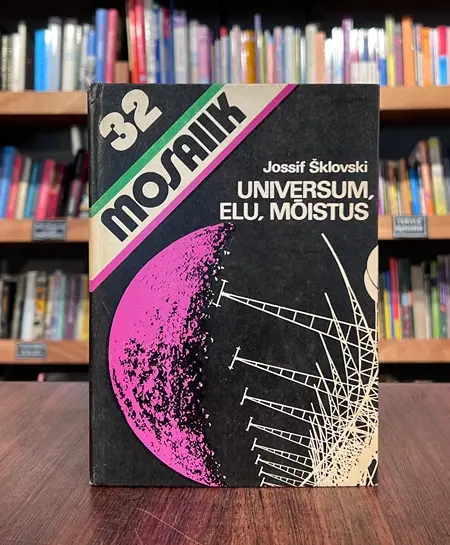 32
MOSAIIK
Jossif Šklovski
UNIVERSUM,
ELU, MÕISTUS